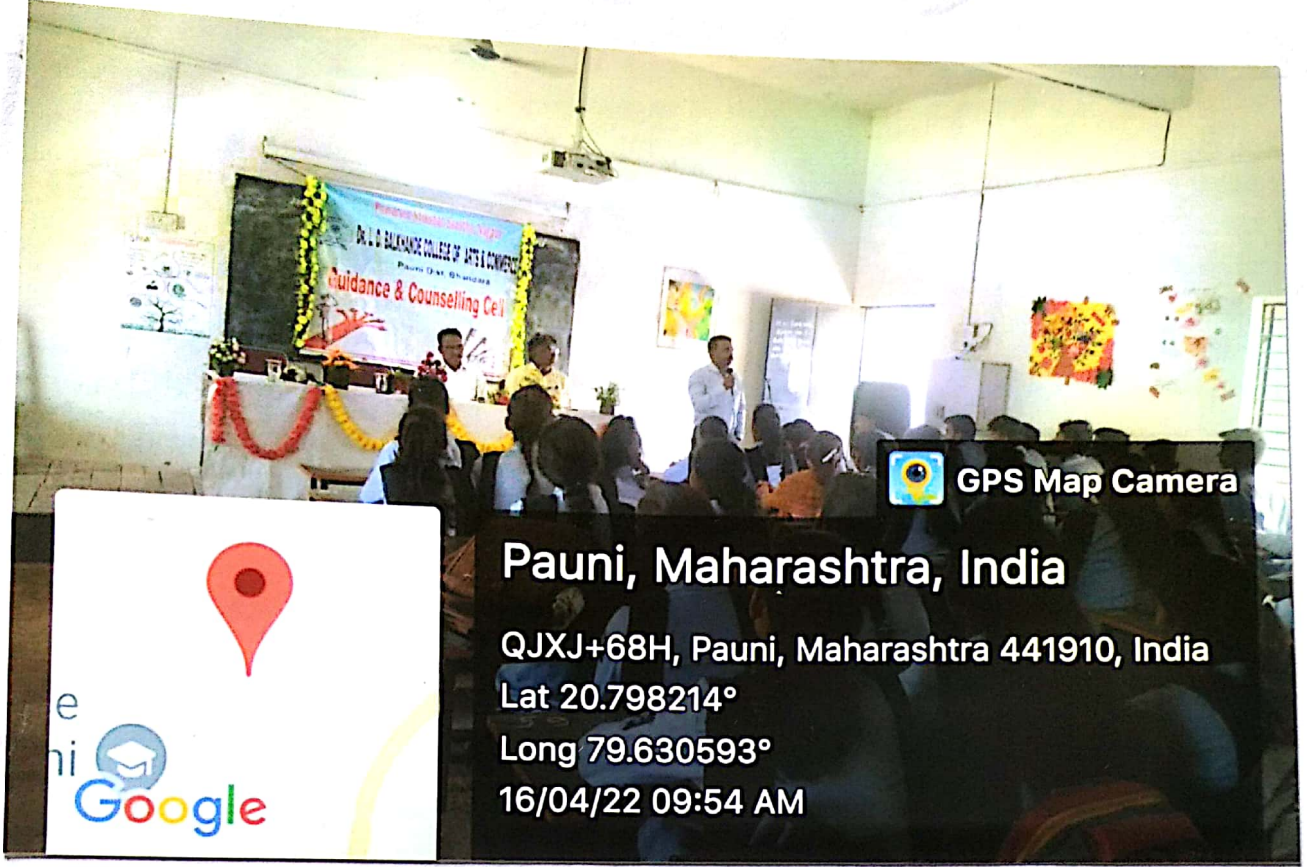 DR. L. D. BALKHANDE COLLEGE OF ARTS & COMMERCE
Pauni Dist. Bhandara
Guidance & Counselling Cell
GPS Map Camera
Pauni, Maharashtra, India
QJXJ+68H, Pauni, Maharashtra 441910, India
Lat 20.798214°
Long 79.630593°
16/04/22 09:54 AM
e
ni
Google